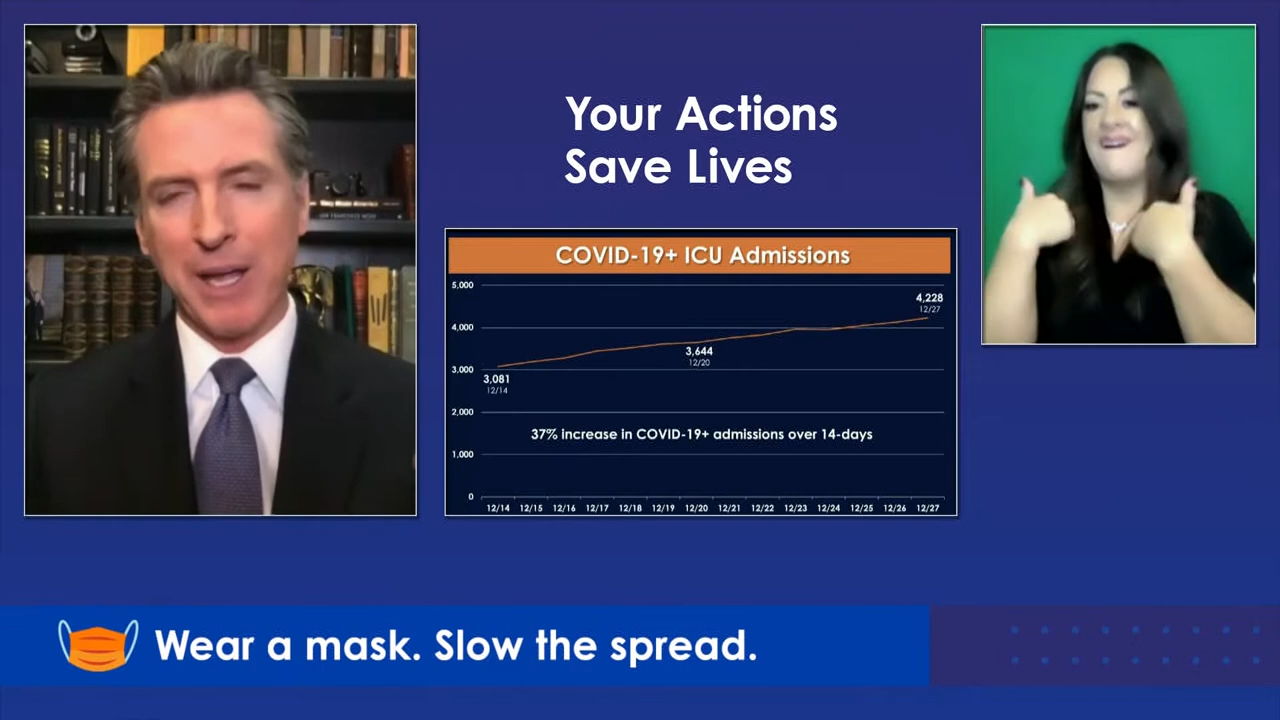 Your Actions
Save Lives
COVID-19+ ICU Admissions
5,000
4,000
3,000
2,000
1,000
0
4,228
12/27
3,644
12/20
3,081
12/14
37% increase in COVID-19+ admissions over 14-days
12/14 12/15 12/16 12/17 12/18 12/19 12/20 12/21 12/22 12/23 12/24 12/25 12/26 12/27
Wear a mask. Slow the spread.